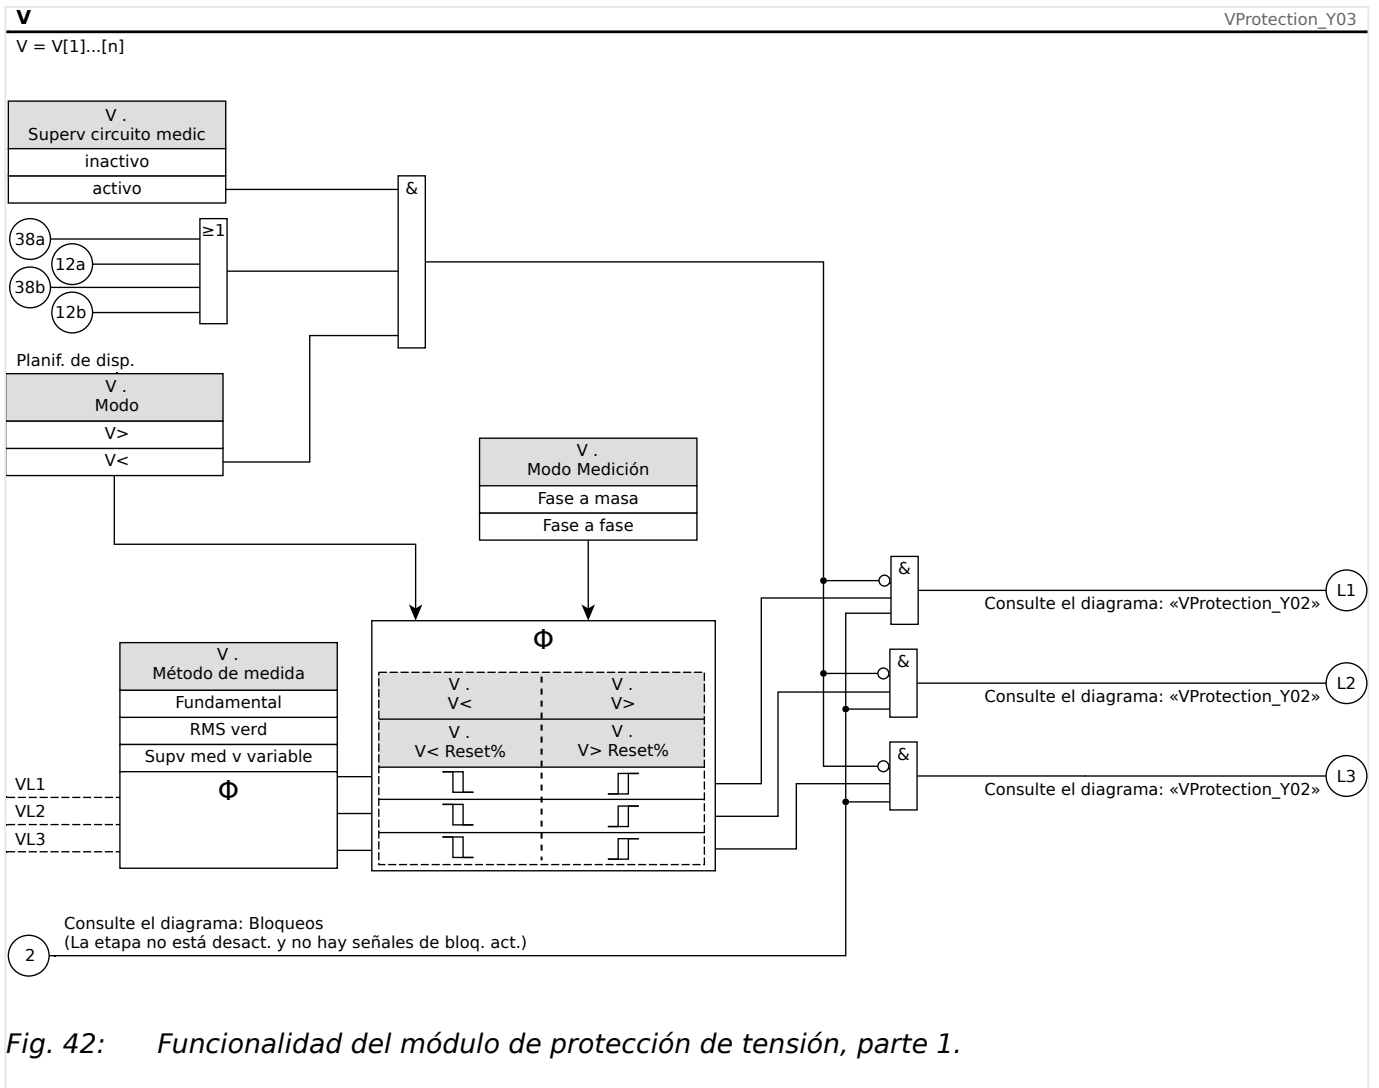 V
VProtection_Y03
V = V[1]...[n]
V .
Superv circuito medic
inactivo
activo
&
38a
≥1
12a
38b
12b
Planif. de disp.
V .
Modo
V>
V<
V .
Modo Medición
Fase a masa
Fase a fase
&
L1
Consulte el diagrama: «VProtection_Y02»
&
L2
Consulte el diagrama: «VProtection_Y02»
&
L3
Consulte el diagrama: «VProtection_Y02»
Φ
V .
V<
V .
V>
V .
V< Reset%
V .
V> Reset%
V .
Método de medida
Fundamental
RMS verd
Supv med v variable
Φ
VL1
VL2
VL3
Consulte el diagrama: Bloqueos
(La etapa no está desact. y no hay señales de bloq. act.)
2
Fig. 42: Funcionalidad del módulo de protección de tensión, parte 1.